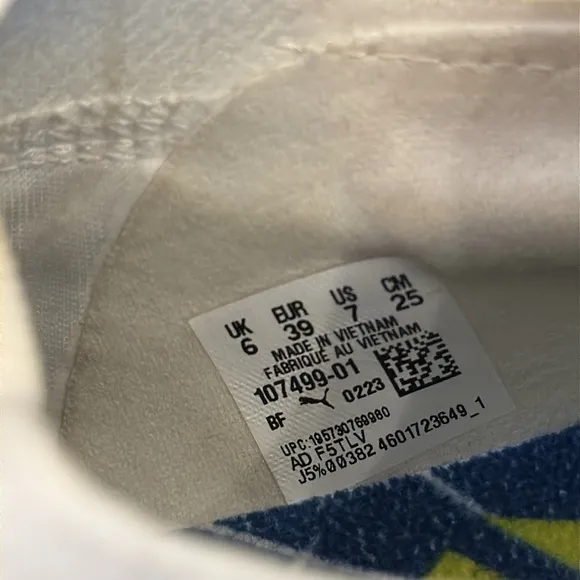 UK EUR US CM
6 39 7 25
MADE IN VIETNAM
FABRIQUE AU VIETNAM
107499-01
BF 0223
UPC:195730769980
AD F5TLV
J5%00382 4601723649_1